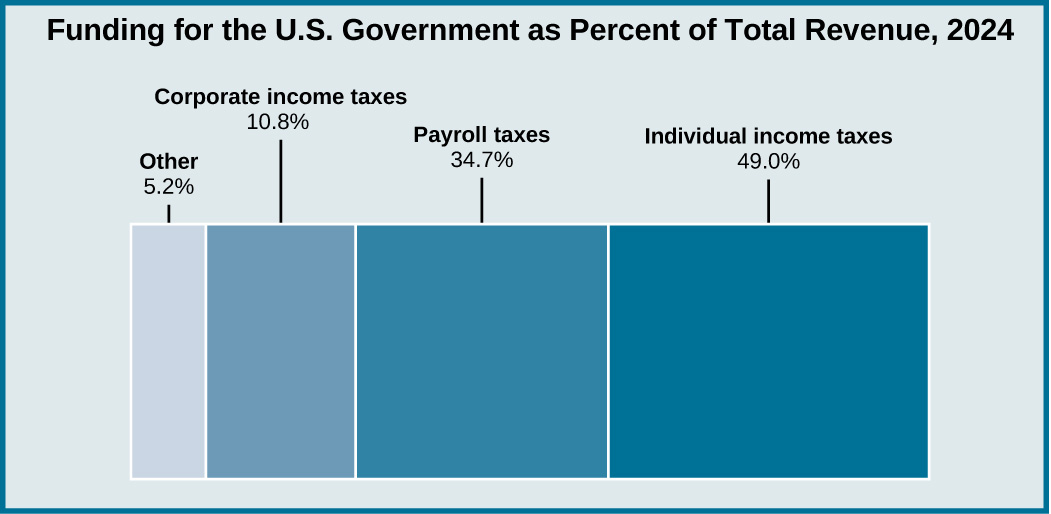 Funding for the U.S. Government as Percent of Total Revenue, 2024
Corporate income taxes
10.8%
Payroll taxes
34.7%
Individual income taxes
49.0%
Other
5.2%